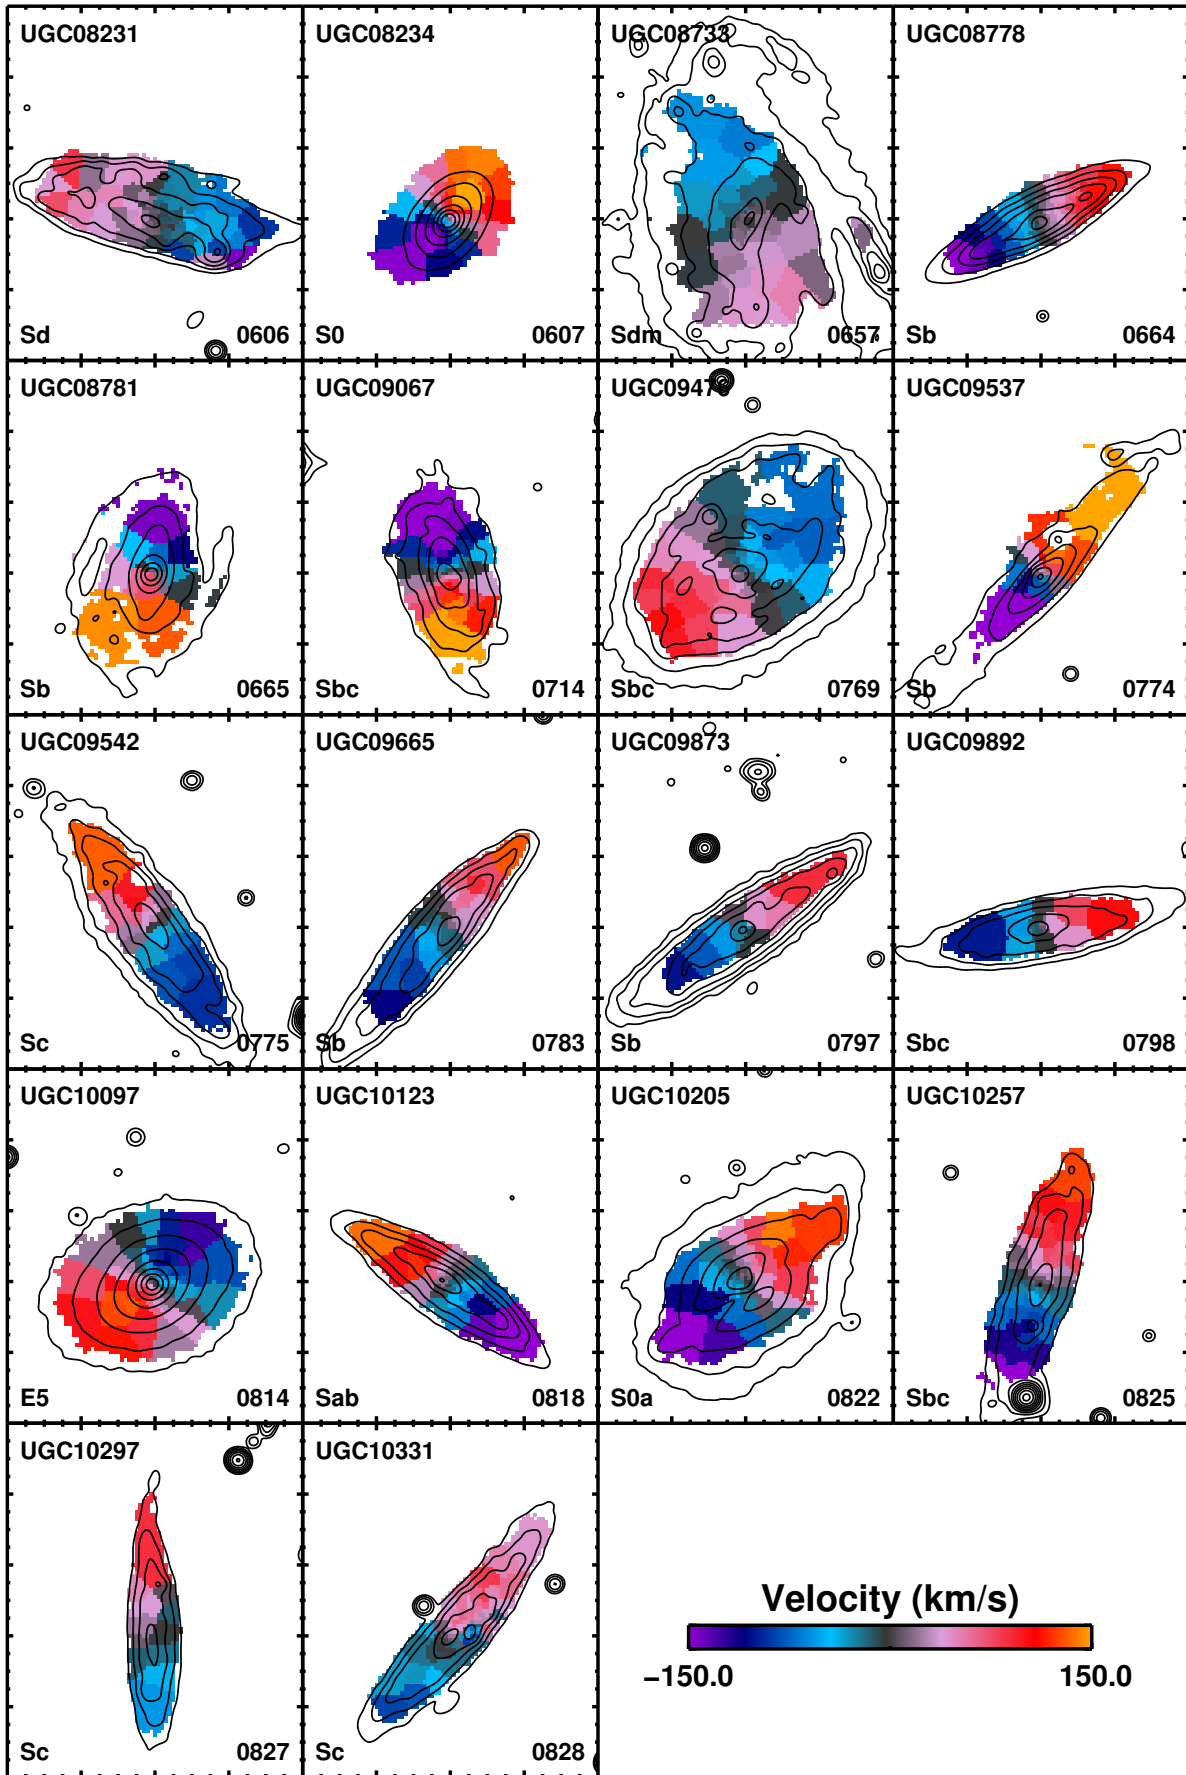 UGC08231 UGC08234 UGC08733 UGC08778
Sd 0606 S0 0607 Sdm 0657 Sb 0664
UGC08781 UGC09067 UGC09476 UGC09537
Sb 0665 Sbc 0714 Sbc 0769 Sb 0774
UGC09542 UGC09665 UGC09873 UGC09892
Sc 0775 Sb 0783 Sb 0797 Sbc 0798
UGC10097 UGC10123 UGC10205 UGC10257
E5 0814 Sab 0818 S0a 0822 Sbc 0825
UGC10297 UGC10331
Velocity (km/s)
−150.0 150.0
Sc 0827 Sc 0828